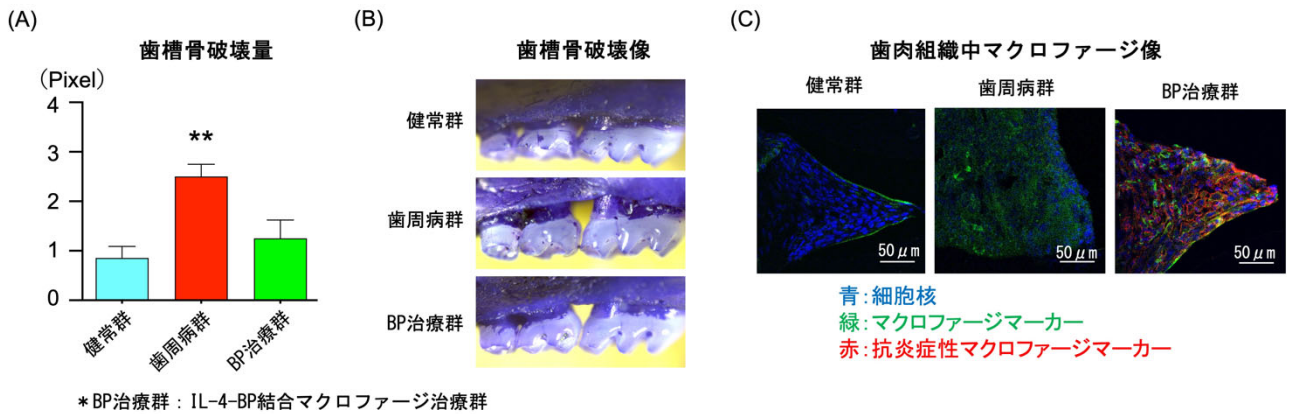 (A)
歯槽骨破壊量
(Pixel)
4
3
2
1
0
**
健常群
歯周病群
BP治療群
*BP治療群：IL-4-BP結合マクロファージ治療群
(B)
歯槽骨破壊像
健常群
歯周病群
BP治療群
(C)
歯肉組織中マクロファージ像
健常群
歯周病群
BP治療群
50μm
50μm
50μm
青：細胞核
緑：マクロファージマーカー
赤：抗炎症性マクロファージマーカー